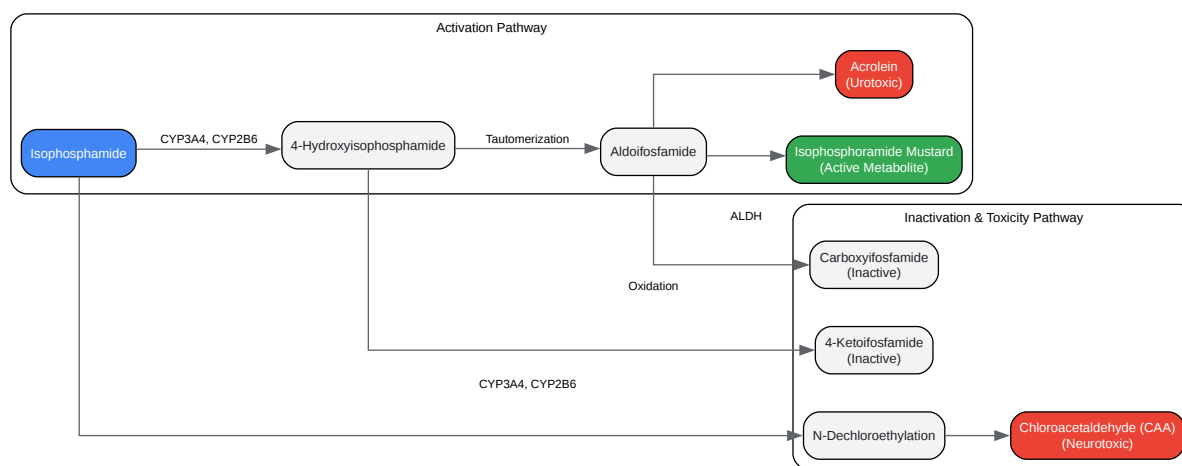 Activation Pathway
Acrolein
(Urotoxic)
Isophosphamide
CYP3A4, CYP2B6
4-Hydroxyisophosphamide
Tautomerization
Aldoifosfamide
Isophosphoramide Mustard
(Active Metabolite)
ALDH
Inactivation & Toxicity Pathway
Carboxyifosfamide
(Inactive)
Oxidation
4-Ketoifosfamide
(Inactive)
CYP3A4, CYP2B6
N-Dechloroethylation
Chloroacetaldehyde (CAA)
(Neurotoxic)